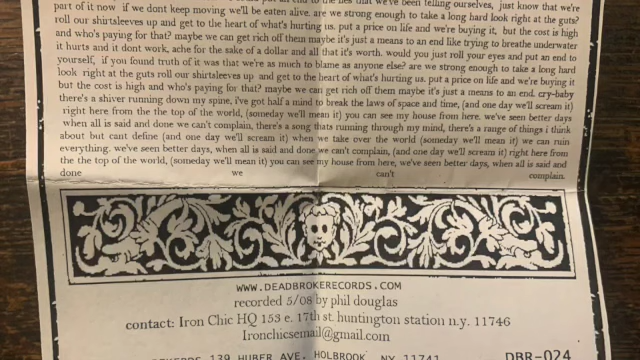 put an end to the lies that we've been telling ourselves, just know that we're
part of it now if we dont keep moving we'll be eaten alive. are we strong enough to take a long hard look right at the guts?
roll our shirtsleeves up and get to the heart of what's hurting us. put a price on life and we're buying it, but the cost is high
and who's paying for that? maybe we can get rich off them maybe it's just a means to an end like trying to breathe underwater
it hurts and it dont work, ache for the sake of a dollar and all that it's worth. would you just roll your eyes and put an end to
yourself, if you found truth of it was that we're as much to blame as anyone else? are we strong enough to take a long hard
look right at the guts roll our shirtsleeves up and get to the heart of what's hurting us. put a price on life and we're buying it
but the cost is high and who's paying for that? maybe we can get rich off them maybe it's just a means to an end. cry-baby
there's a shiver running down my spine, i've got half a mind to break the laws of space and time, (and one day we'll scream it)
right here from the the top of the world, (someday we'll mean it) you can see my house from here. we've seen better days
when all is said and done we can't complain, there's a song thats running through my mind, there's a range of things i think
about but cant define (and one day we'll scream it) when we take over the world (someday we'll mean it) we can ruin
everything. we've seen better days, when all is said and done we can't complain, (and one day we'll scream it) right here from
the the top of the world, (someday we'll mean it) you can see my house from here, we've seen better days, when all is said and
done we can't complain.
WWW.DEADBROKERECORDS.COM
recorded 5/08 by phil douglas
contact: Iron Chic HQ 153 e. 17th st. huntington station n.y. 11746
Ironchicsemail@gmail.com
139 HUBER AVE. HOLBROOK NY 11741 DBR-024